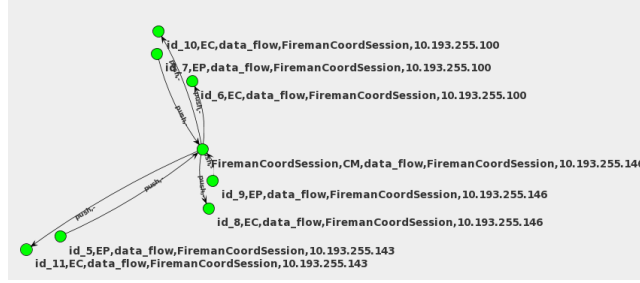 id_10,EC,data_flow,FiremanCoordSession,10.193.255.100
id_7,EP,data_flow,FiremanCoordSession,10.193.255.100
push,-
id_6,EC,data_flow,FiremanCoordSession,10.193.255.100
push,-
push,-
FiremanCoordSession,CM,data_flow,FiremanCoordSession,10.193.255.146
push,-
push,-
push,-
id_9,EP,data_flow,FiremanCoordSession,10.193.255.146
push,-
id_8,EC,data_flow,FiremanCoordSession,10.193.255.146
id_5,EP,data_flow,FiremanCoordSession,10.193.255.143
id_11,EC,data_flow,FiremanCoordSession,10.193.255.143